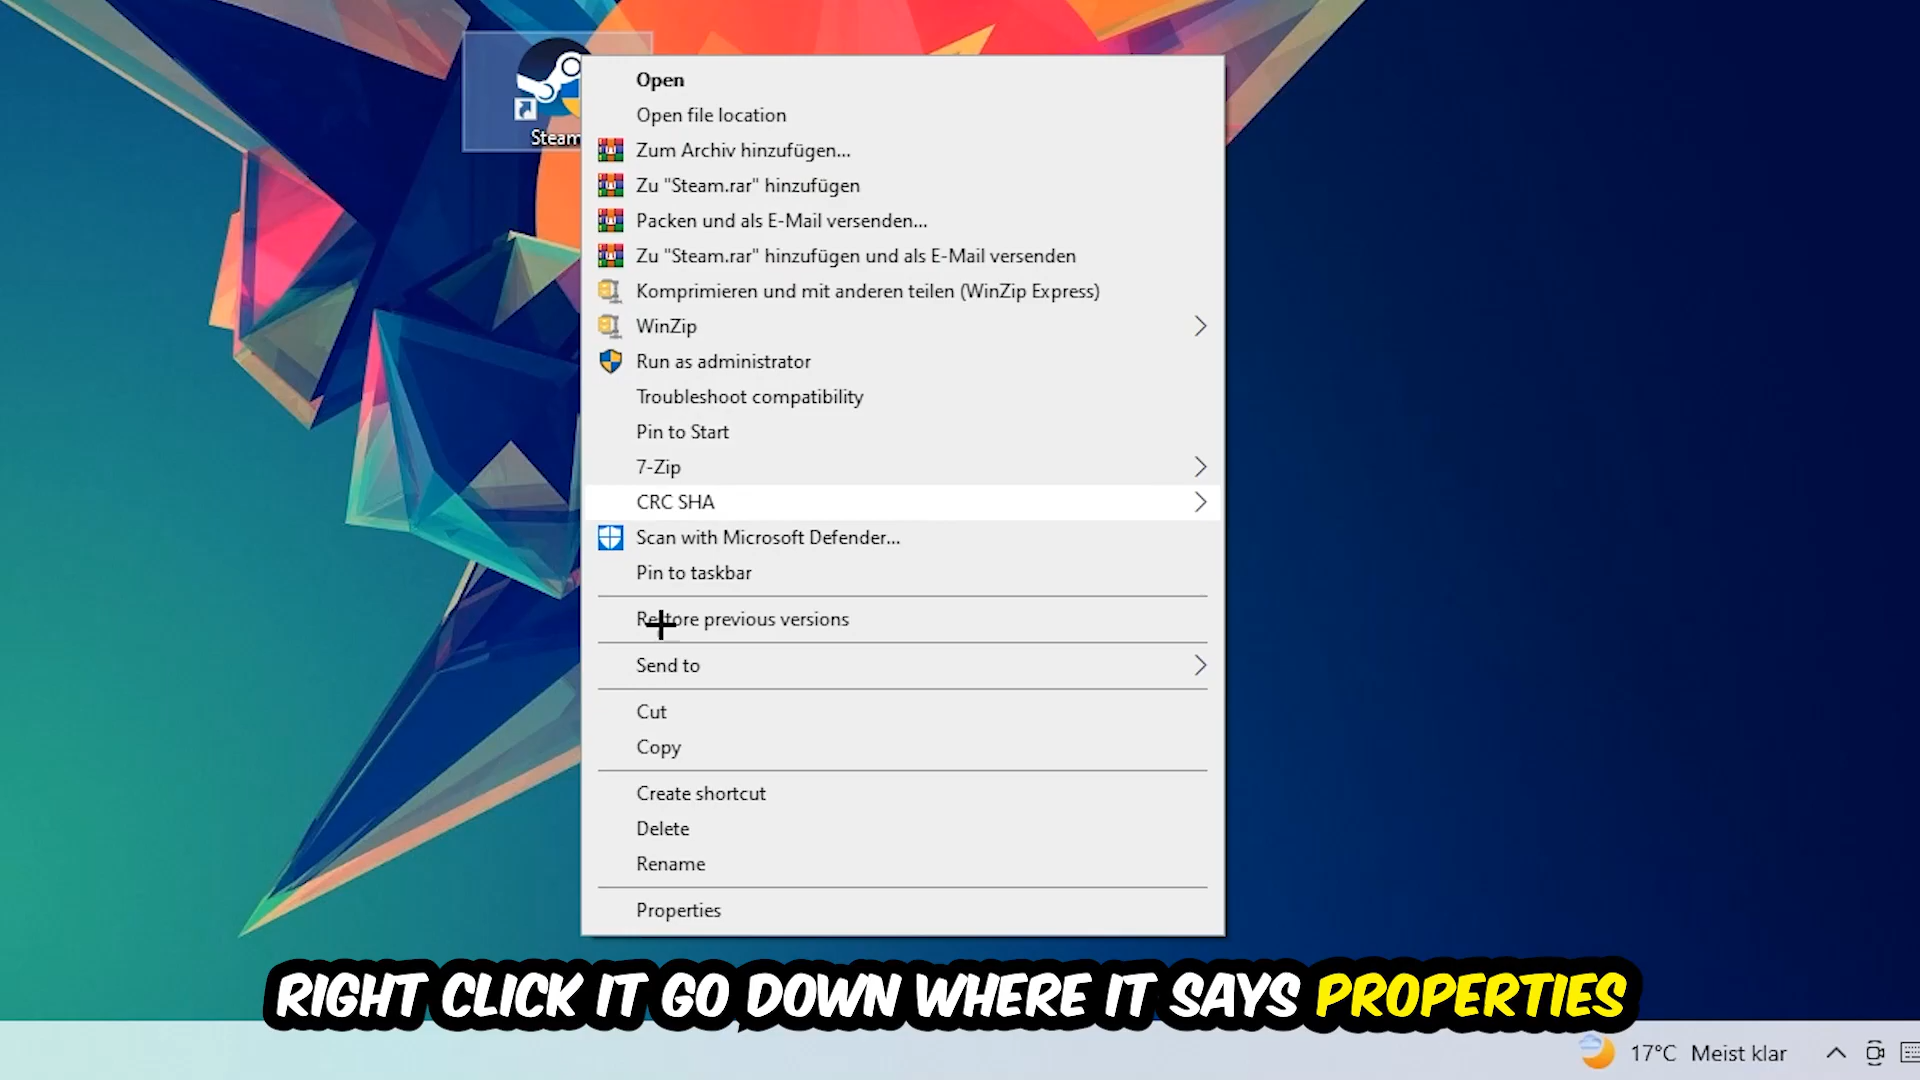 Steam
Open
Open file location
Zum Archiv hinzufügen...
Zu "Steam.rar" hinzufügen
Packen und als E-Mail versenden...
Zu "Steam.rar" hinzufügen und als E-Mail versenden
Komprimieren und mit anderen teilen (WinZip Express)
WinZip
Run as administrator
Troubleshoot compatibility
Pin to Start
7-Zip
CRC SHA
Scan with Microsoft Defender...
Pin to taskbar
Restore previous versions
Send to
Cut
Copy
Create shortcut
Delete
Rename
Properties
RIGHT CLICK IT GO DOWN WHERE IT SAYS PROPERTIES
17°C Meist klar